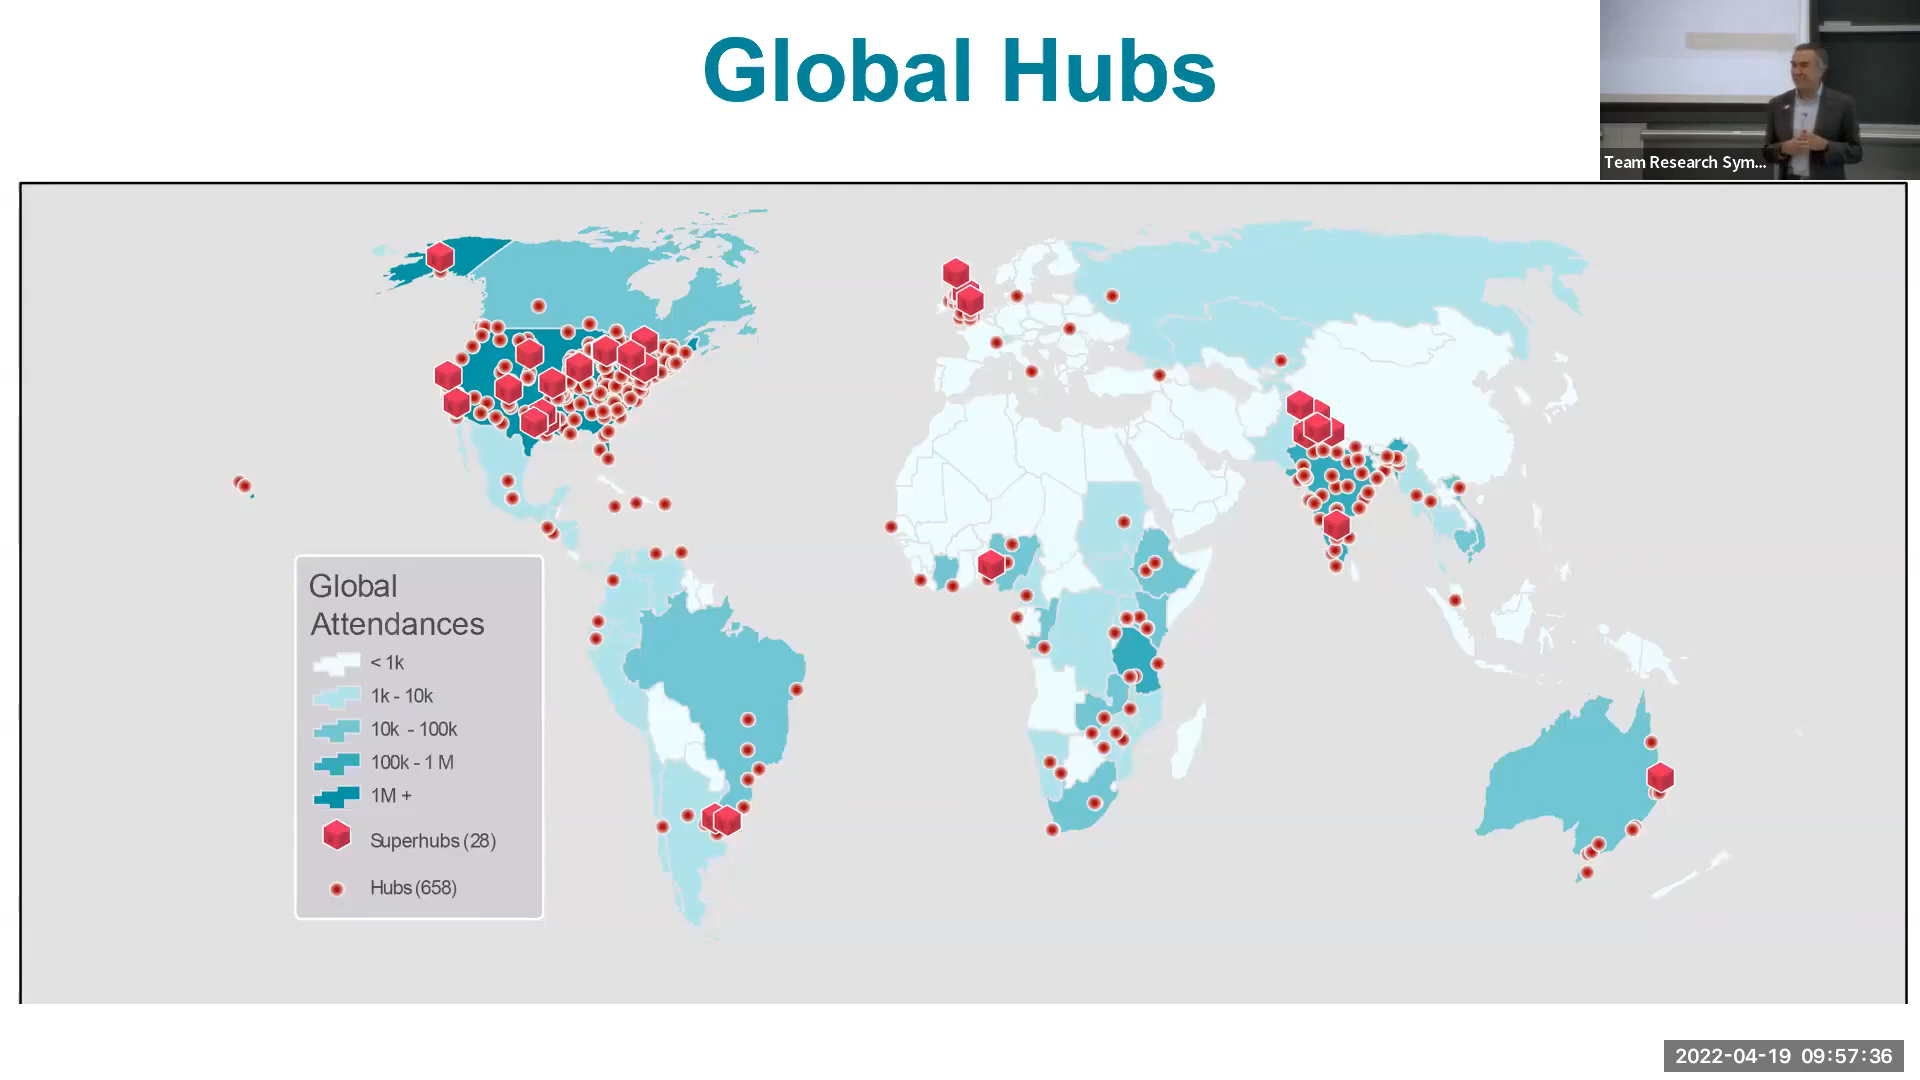 Global Hubs
Team Research Sym...
Global
Attendances
< 1k
1k - 10k
10k - 100k
100k - 1 M
1M +
Superhubs (28)
Hubs (658)
2022-04-19 09:57:36